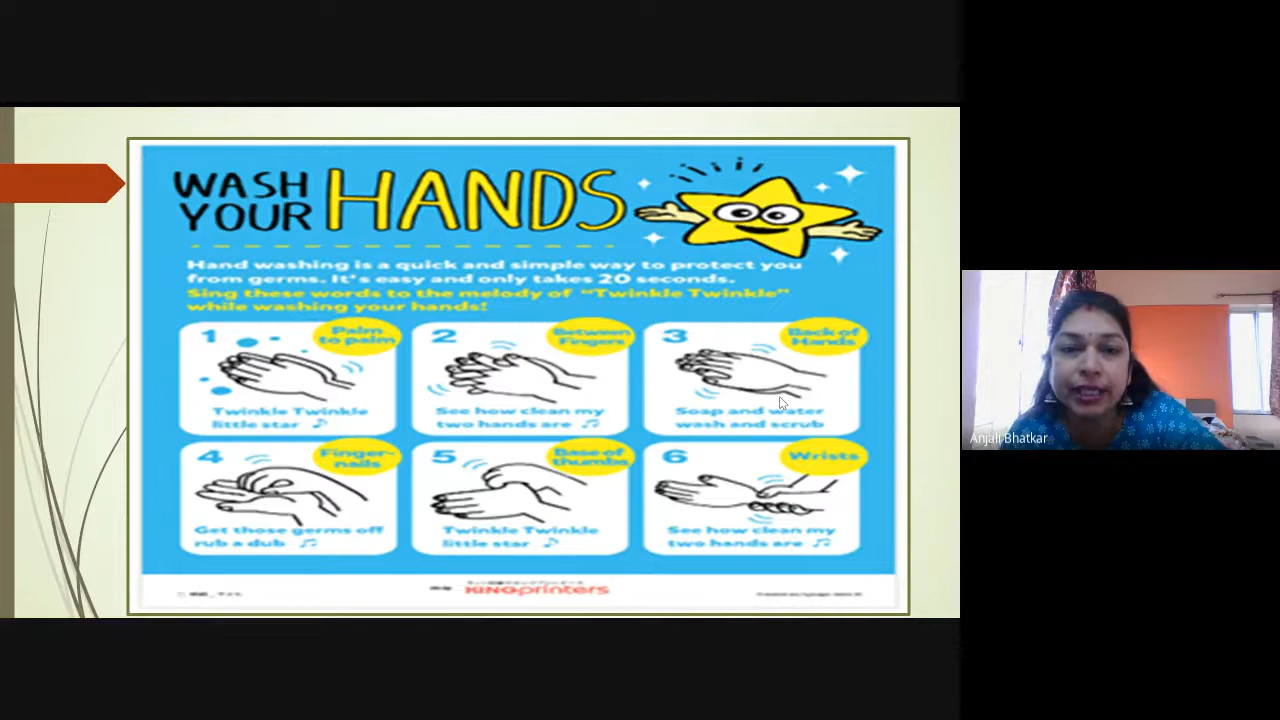 WASH
YOUR HANDS
Hand washing is a quick and simple way to protect you
from germs. It's easy and only takes 20 seconds.
Sing these words to the melody of "Twinkle Twinkle"
while washing your hands!
1 Palm
to palm
Twinkle Twinkle
little star
2 Between
Fingers
See how clean my
two hands are
3 Back of
Hands
Soap and water
wash and scrub
4 Finger-
nails
Get those germs off
rub a dub
5 Base of
thumbs
Twinkle Twinkle
little star
6 Wrists
See how clean my
two hands are
KINGprinters
Anjali Bhatkar